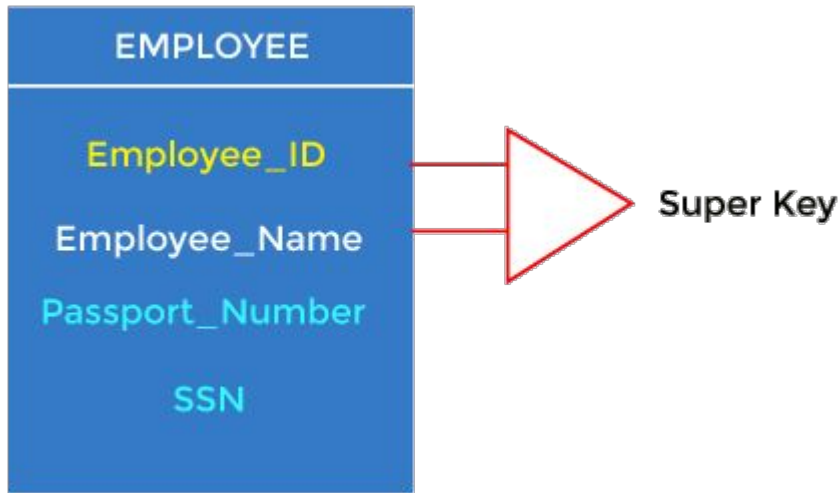 EMPLOYEE
Employee_ID
Employee_Name
Super Key
Passport_Number
SSN